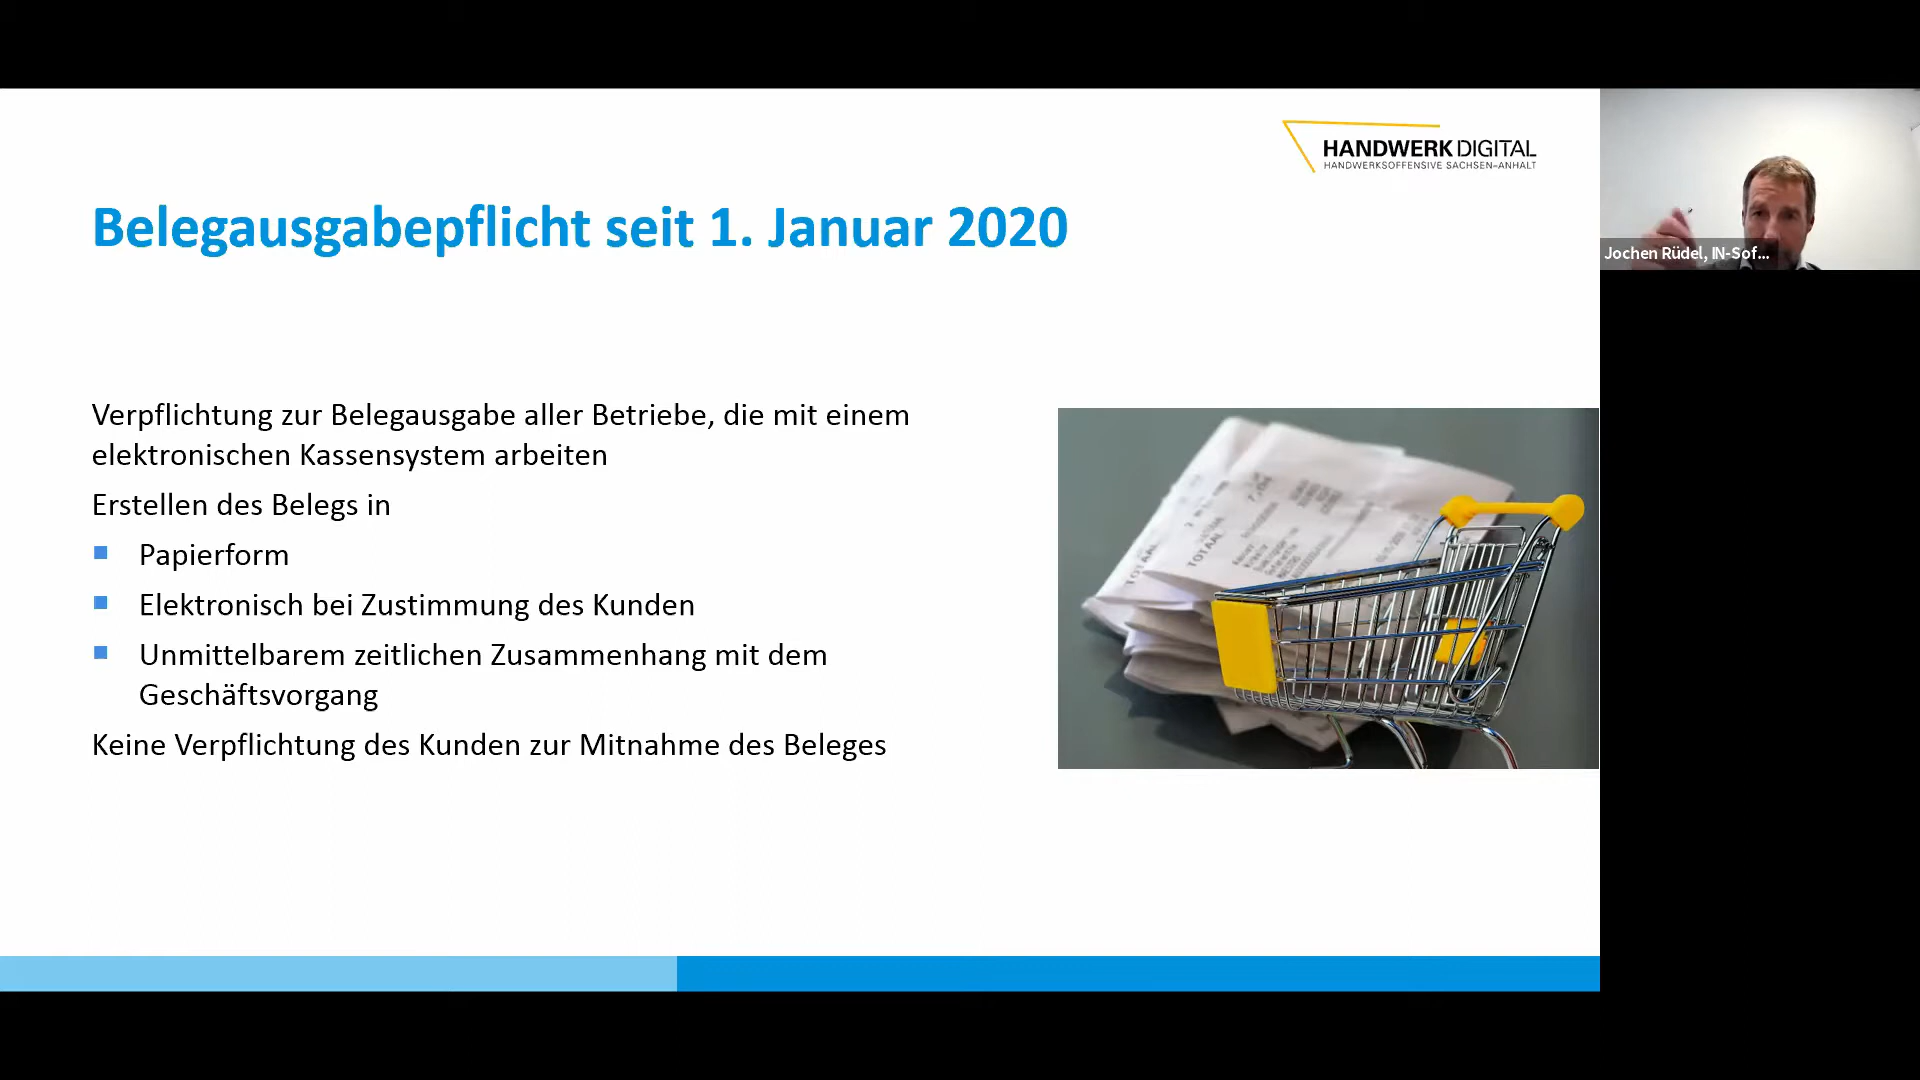 HANDWERK DIGITAL
HANDWERKSOFFENSIVE SACHSEN-ANHALT
Belegausgabepflicht seit 1. Januar 2020
Jochen Rüdel, IN-Sof...
Verpflichtung zur Belegausgabe aller Betriebe, die mit einem
elektronischen Kassensystem arbeiten
Erstellen des Belegs in
Papierform
Elektronisch bei Zustimmung des Kunden
Unmittelbarem zeitlichen Zusammenhang mit dem
Geschäftsvorgang
Keine Verpflichtung des Kunden zur Mitnahme des Beleges
TOTAAL
TOTAAL